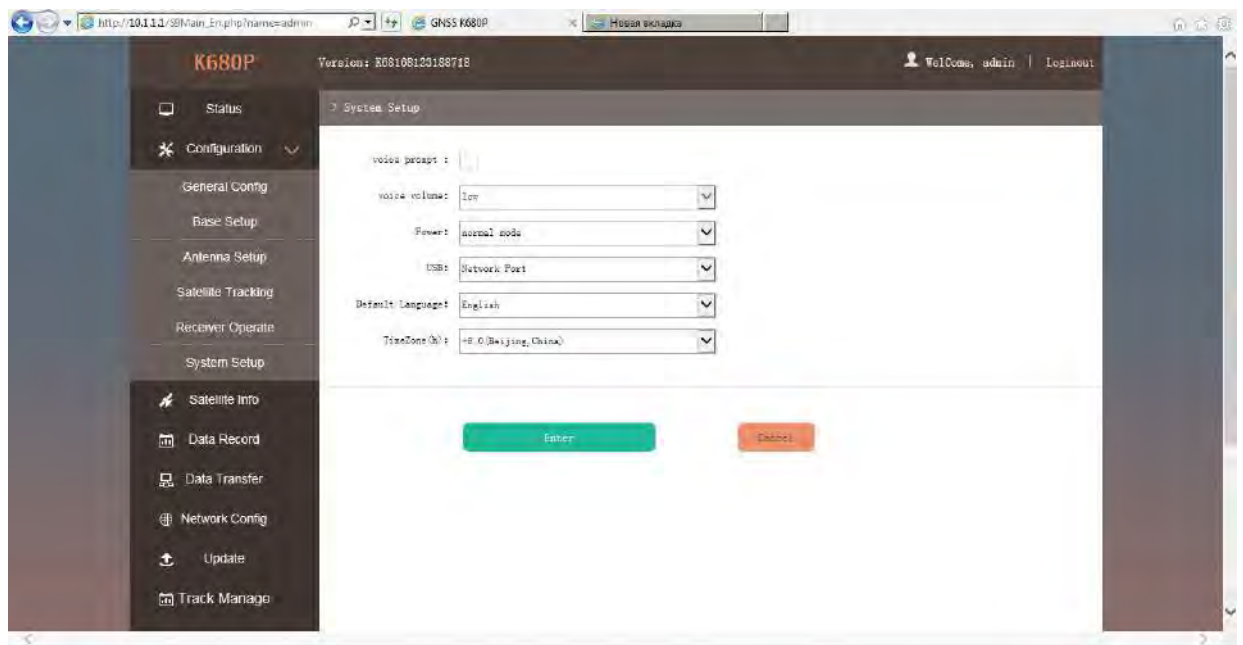 http://10.1.1.1/S9Main_En.php?name=admin
GNSS K680P
Новая вкладка
K680P
Version: K68108123188718
WelCome, admin | Loginout
Status
> System Setup
Configuration
voice prompt :
General Config
voice volume: low
Base Setup
Power: normal mode
Antenna Setup
USB: Network Port
Satellite Tracking
Default Language: English
Receiver Operate
TimeZone(h): +8.0(Beijing,China)
System Setup
Satellite Info
Data Record
Enter
Cancel
Data Transfer
Network Config
Update
Track Manage